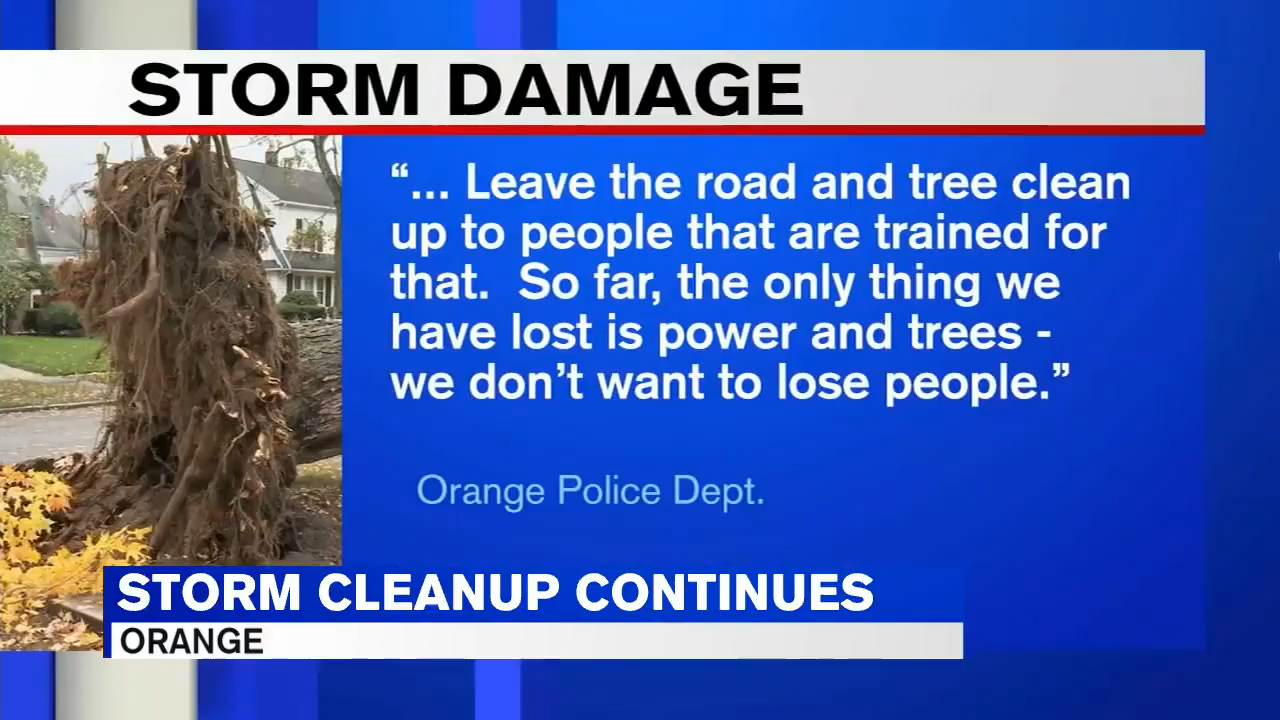 STORM DAMAGE
“... Leave the road and tree clean
up to people that are trained for
that.  So far, the only thing we
have lost is power and trees -
we don’t want to lose people.”
Orange Police Dept.
STORM CLEANUP CONTINUES
ORANGE